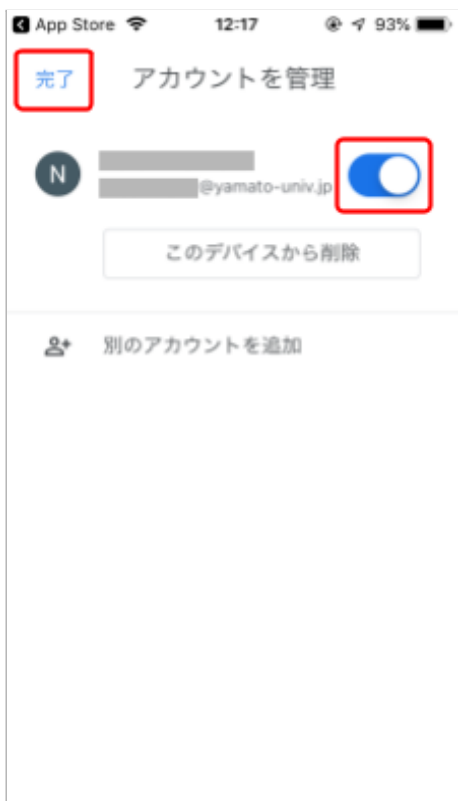 App Store 12:17 93%
完了 アカウントを管理
N
@yamato-univ.jp
このデバイスから削除
別のアカウントを追加